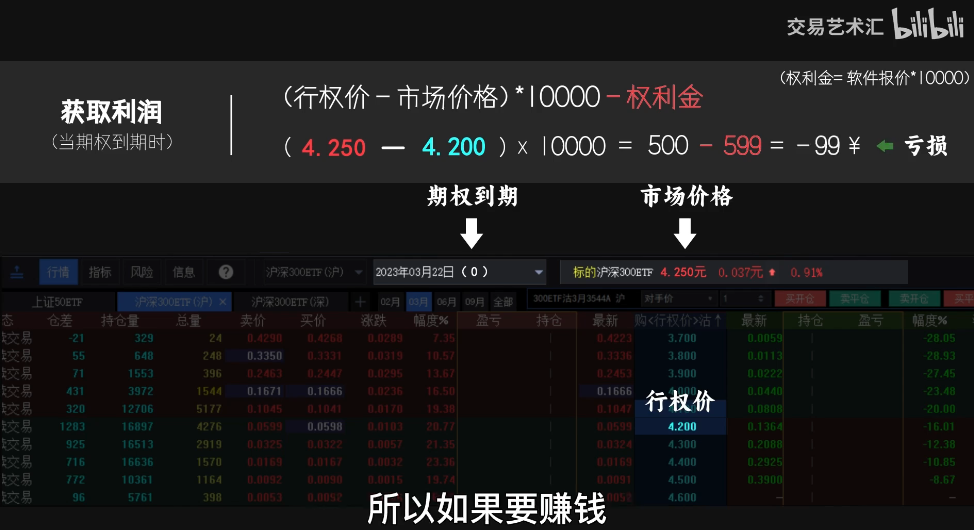 交易艺术汇 bilibili
(权利金=软件报价*10000)
获取利润
(当期权到期时)
(行权价-市场价格)*10000-权利金
(4.250 — 4.200) x 10000 = 500 - 599 = -99 ¥ 亏损
期权到期 市场价格
行情 指标 风险 信息 ? 沪深300ETF(沪) 2023年03月22日 (0) 标的沪深300ETF 4.250元 0.037元 0.91%
上证50ETF 沪深300ETF(沪) × 沪深300ETF(深) + 02月 03月 06月 09月 全部 300ETF沽3月3544A 沪 对手价 1 买开仓 卖平仓 卖开仓
态 仓差 持仓量 总量 卖价 买价 涨跌 幅度% 盈亏 持仓 最新 购<行权价>沽 最新 持仓 盈亏 幅度%
交易 -21 329 24 0.4290 0.4260 0.0289 7.35 0.4223 3.700 0.0059 -28.05
交易 55 648 248 0.3350 0.3331 0.0319 10.57 0.3336 3.800 0.0113 -28.93
交易 71 1553 396 0.2463 0.2447 0.0295 13.67 0.2453 3.900 0.0222 -27.45
交易 431 3972 1544 0.1671 0.1666 0.0236 16.50 0.1666 -23.48
行权价
交易 320 12706 5177 0.1045 0.1041 0.0170 19.38 0.1047 0.0808 -20.00
交易 1203 16097 4276 0.0599 0.0598 0.0103 20.77 0.0599 4.200 0.1364 -16.01
交易 925 16513 2919 0.0325 0.0322 0.0057 21.35 0.0324 4.300 0.2088 -12.38
交易 716 16636 1570 0.0169 0.0167 0.0032 23.36 0.0169 4.400 0.2925 -10.85
交易 772 10361 1164 0.0092 0.0090 0.0015 19.74 0.0091 4.500 0.3900 -8.67
交易 96 5761 398 0.0053 0.0052 4.600
所以如果要赚钱